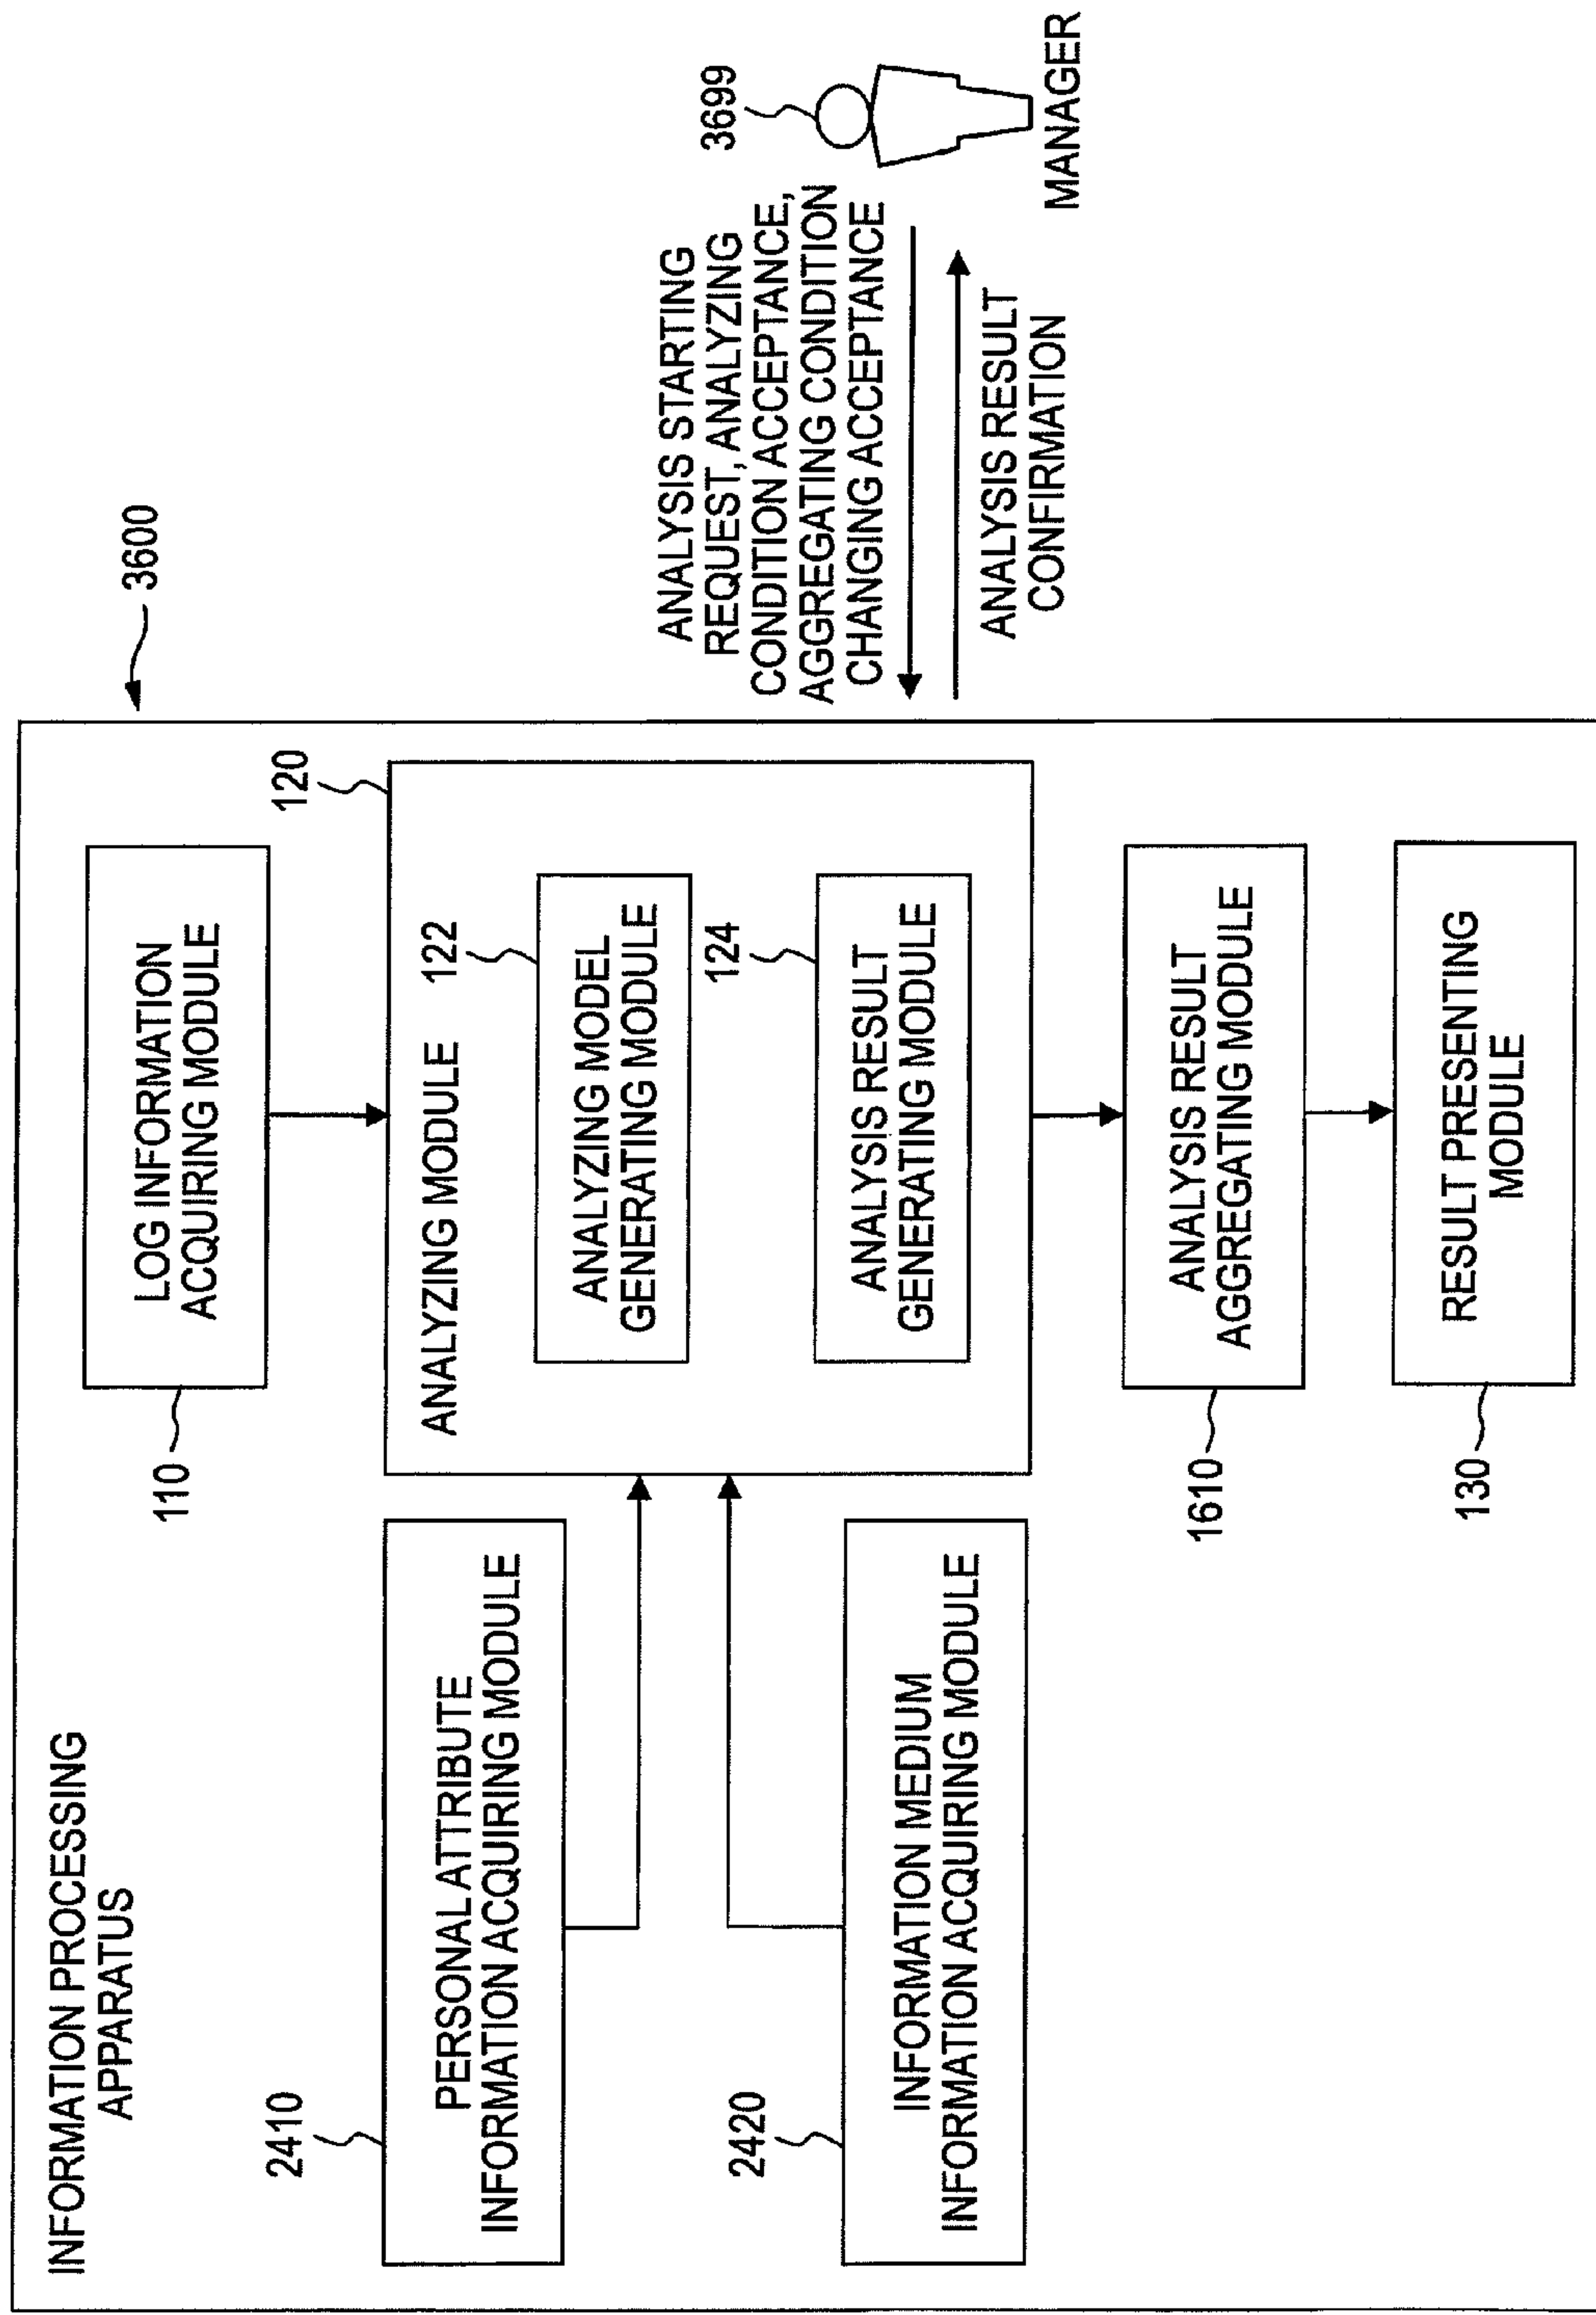 INFORMATION PROCESSING
APPARATUS
3600
110
LOG INFORMATION
ACQUIRING MODULE
2410
PERSONAL ATTRIBUTE
INFORMATION ACQUIRING MODULE
120
ANALYZING MODULE
122
ANALYZING MODEL
GENERATING MODULE
124
ANALYSIS RESULT
GENERATING MODULE
2420
INFORMATION MEDIUM
INFORMATION ACQUIRING MODULE
1610
ANALYSIS RESULT
AGGREGATING MODULE
130
RESULT PRESENTING
MODULE
ANALYSIS STARTING
REQUEST, ANALYZING
CONDITION ACCEPTANCE,
AGGREGATING CONDITION
CHANGING ACCEPTANCE
ANALYSIS RESULT
CONFIRMATION
3699
MANAGER